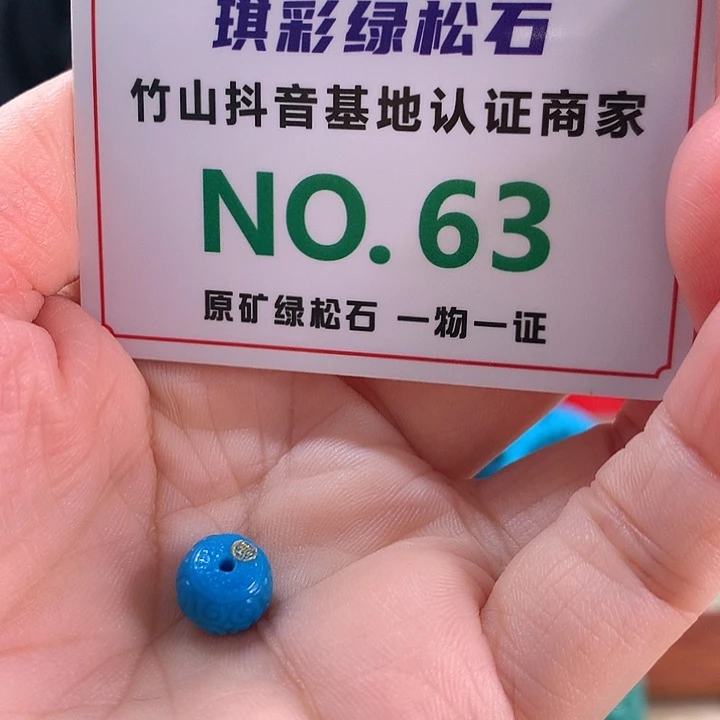 琪彩绿松石
竹山抖音基地认证商家
NO.63
原矿绿松石 一物一证